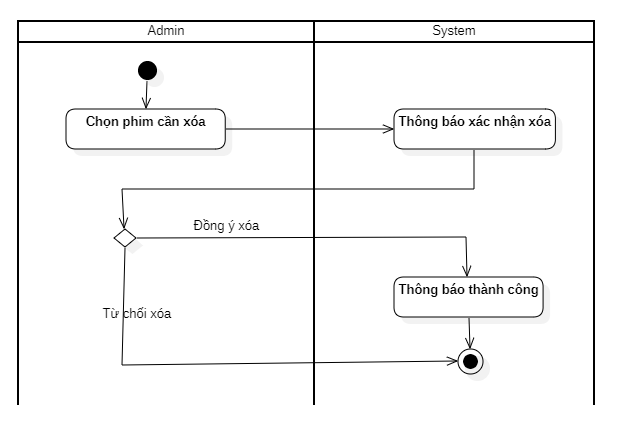 Admin
System
Chọn phim cần xóa
Thông báo xác nhận xóa
Đồng ý xóa
Thông báo thành công
Từ chối xóa